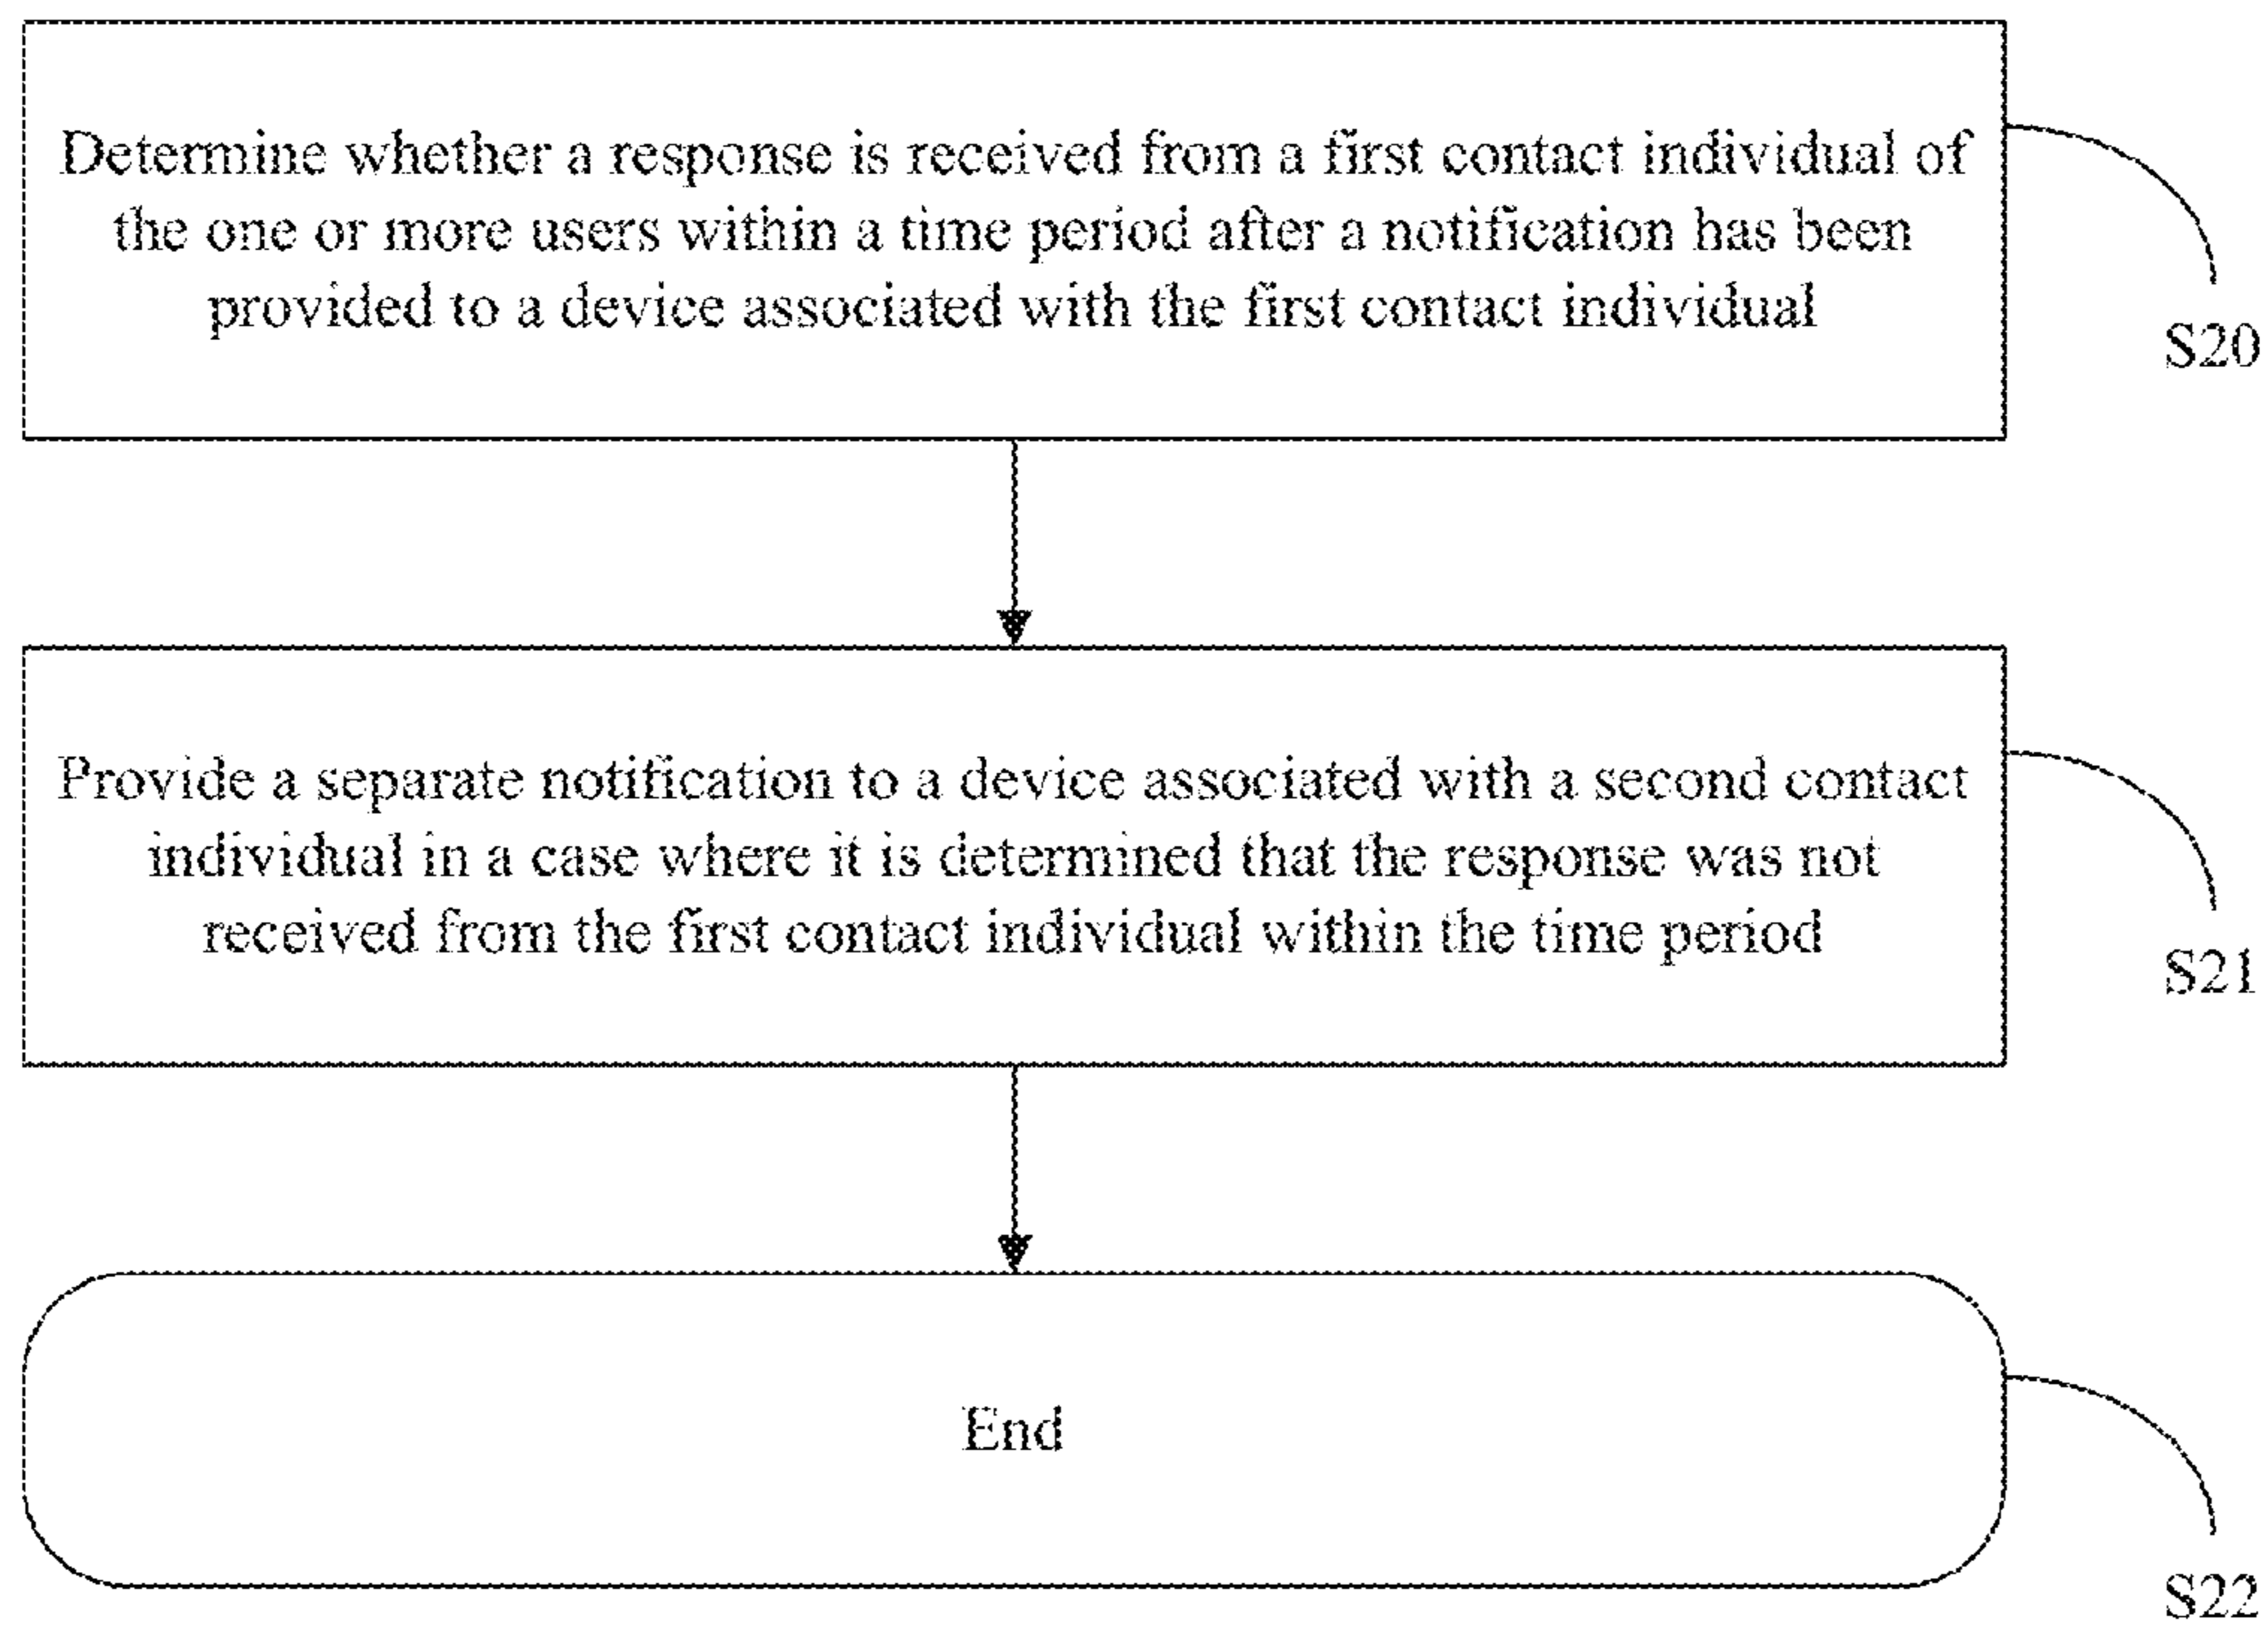 Determine whether a response is received from a first contact individual of
the one or more users within a time period after a notification has been
provided to a device associated with the first contact individual
S20
Provide a separate notification to a device associated with a second contact
individual in a case where it is determined that the response was not
received from the first contact individual within the time period
S21
End
S22